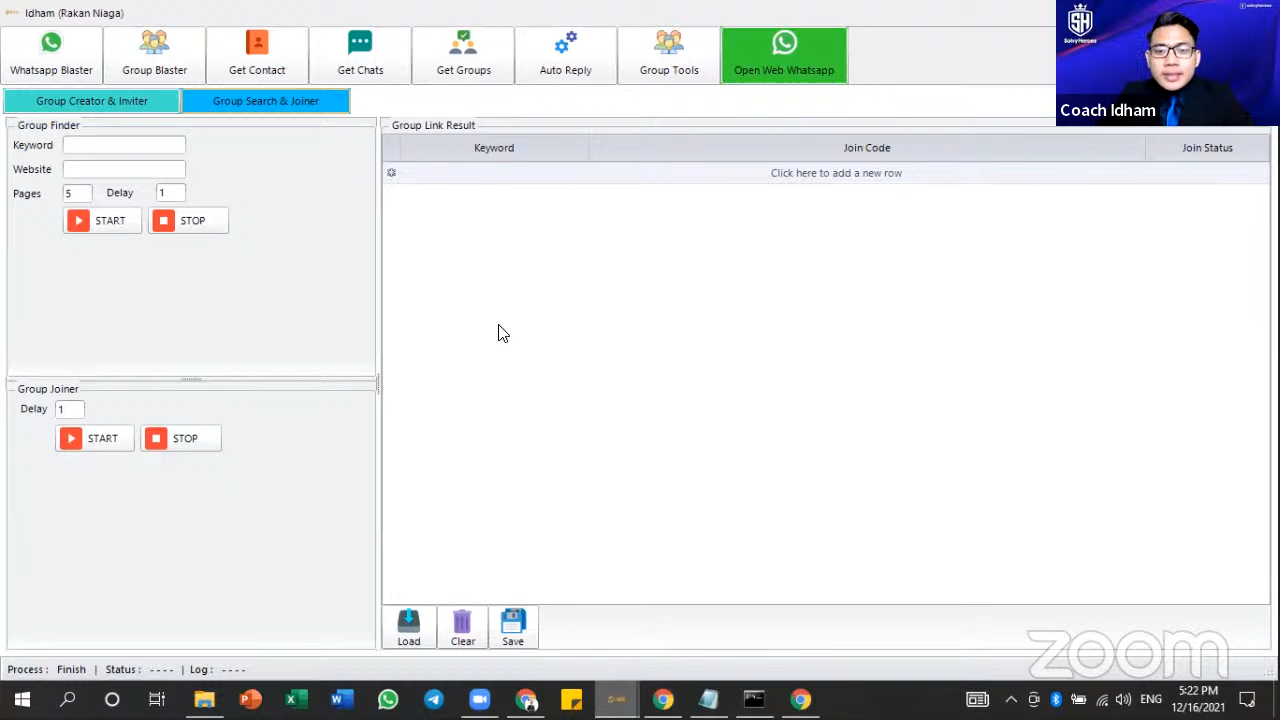 Idham (Rakan Niaga)
Whatsapp Blaster
Group Blaster
Get Contact
Get Chats
Get Groups
Auto Reply
Group Tools
Open Web Whatsapp
SH
SalvyHeroes
salvyheroes
Coach Idham
Group Creator & Inviter
Group Search & Joiner
Group Finder
Keyword
Website
Pages 5 Delay 1
START STOP
Group Joiner
Delay 1
START STOP
Group Link Result
Keyword Join Code Join Status
Click here to add a new row
Load Clear Save
zoom
Process: Finish | Status: ---- | Log: ----
ENG
5:22 PM
12/16/2021